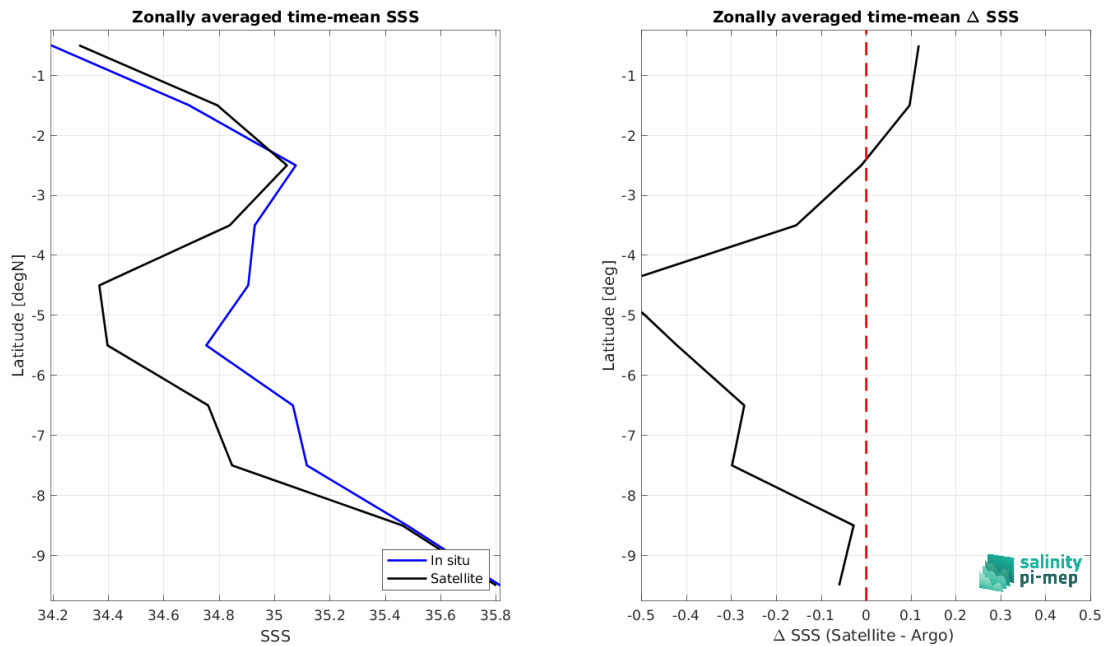 Zonally averaged time-mean SSS
-1
-2
-3
-4
-5
-6
-7
-8
-9
Latitude [degN]
34.2 34.4 34.6 34.8 35 35.2 35.4 35.6 35.8
SSS
In situ
Satellite
Zonally averaged time-mean Δ SSS
-1
-2
-3
-4
-5
-6
-7
-8
-9
Latitude [deg]
-0.5 -0.4 -0.3 -0.2 -0.1 0 0.1 0.2 0.3 0.4 0.5
Δ SSS (Satellite - Argo)
salinity
pi-mep